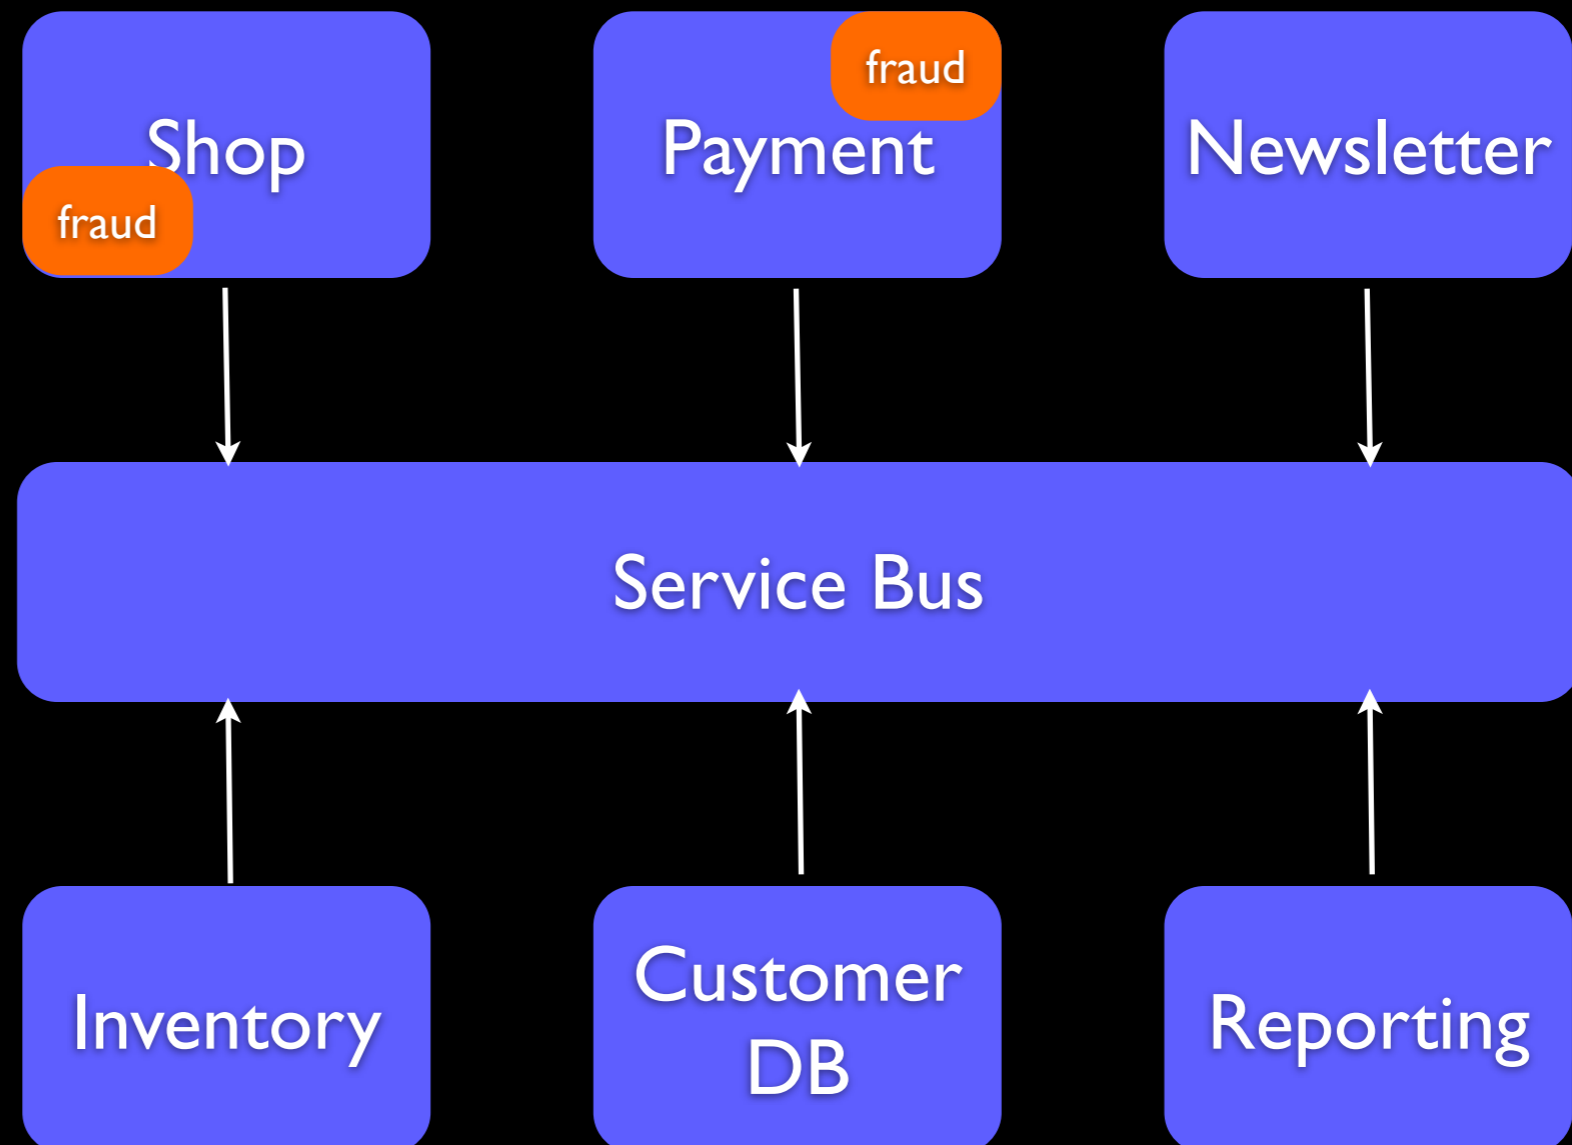 fraud
Shop
Payment
Newsletter
fraud
Service Bus
Inventory
Customer
DB
Reporting